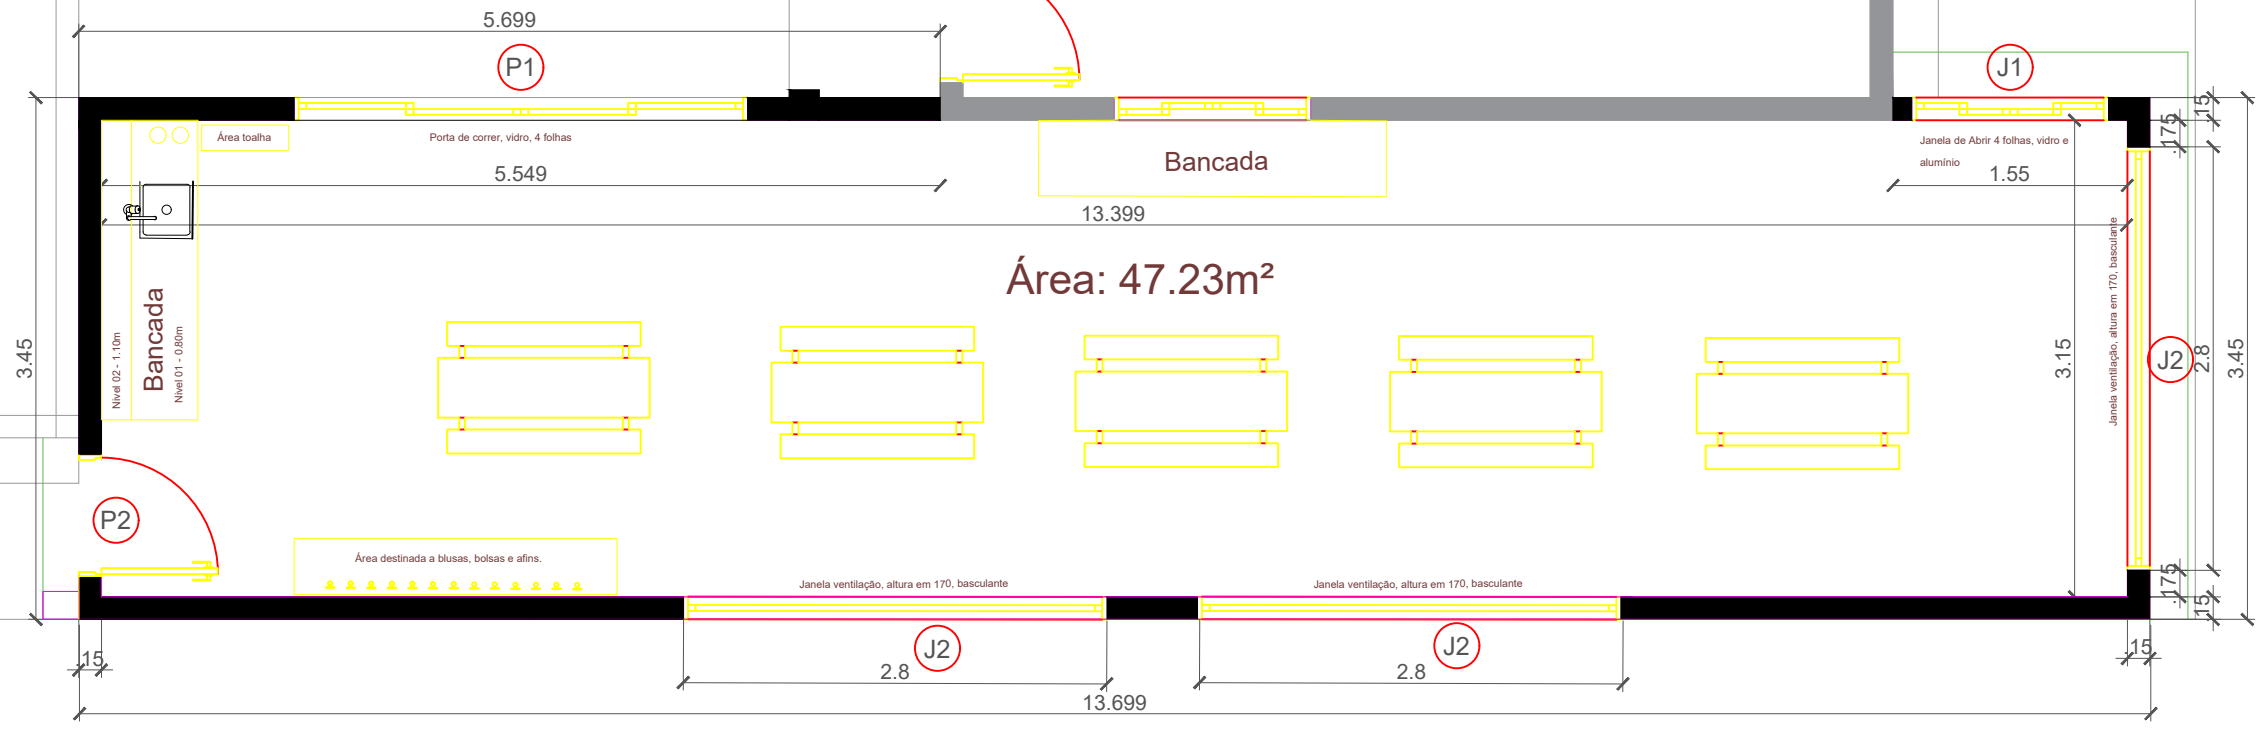 5.699
P1
J1
.15
.175
Área toalha
Porta de correr, vidro, 4 folhas
Janela de Abrir 4 folhas, vidro e
alumínio
Bancada
5.549
1.55
13.399
Área: 47.23m²
Bancada
Nivel 02 - 1.10m
Nivel 01 - 0.80m
3.45
3.15
Janela ventilação, altura em 170, basculante
J2
2.8
3.45
P2
Área destinada a blusas, bolsas e afins.
Janela ventilação, altura em 170, basculante
Janela ventilação, altura em 170, basculante
.175
.15
J2
J2
.15
2.8
2.8
.15
13.699